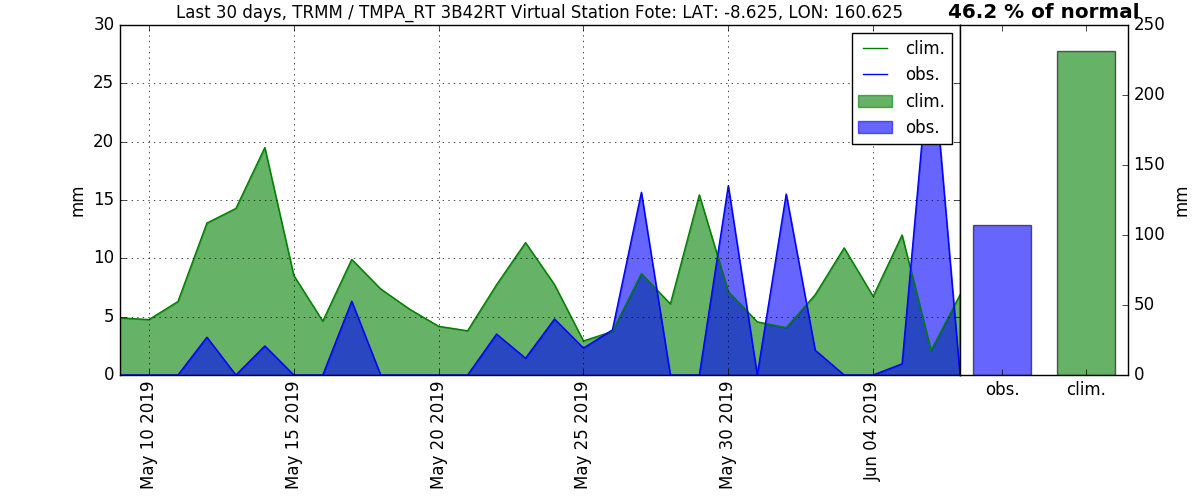 Last 30 days, TRMM / TMPA_RT 3B42RT Virtual Station Fote: LAT: -8.625, LON: 160.625
46.2 % of normal
mm
30
25
20
15
10
5
0
clim.
obs.
clim.
obs.
May 10 2019
May 15 2019
May 20 2019
May 25 2019
May 30 2019
Jun 04 2019
250
200
150
100
50
0
mm
obs.
clim.